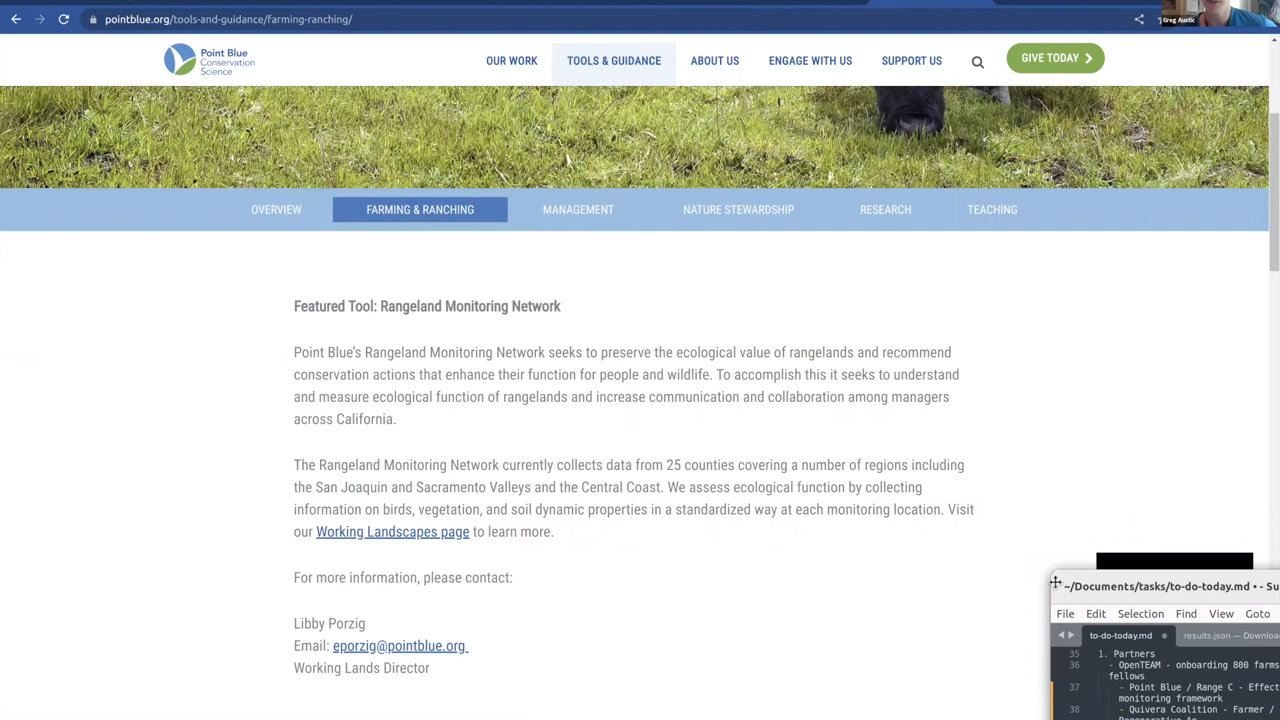 pointblue.org/tools-and-guidance/farming-ranching/
Greg Austic
Point Blue
Conservation
Science
OUR WORK
TOOLS & GUIDANCE
ABOUT US
ENGAGE WITH US
SUPPORT US
GIVE TODAY
OVERVIEW
FARMING & RANCHING
MANAGEMENT
NATURE STEWARDSHIP
RESEARCH
TEACHING
Featured Tool: Rangeland Monitoring Network
Point Blue's Rangeland Monitoring Network seeks to preserve the ecological value of rangelands and recommend
conservation actions that enhance their function for people and wildlife. To accomplish this it seeks to understand
and measure ecological function of rangelands and increase communication and collaboration among managers
across California.
The Rangeland Monitoring Network currently collects data from 25 counties covering a number of regions including
the San Joaquin and Sacramento Valleys and the Central Coast. We assess ecological function by collecting
information on birds, vegetation, and soil dynamic properties in a standardized way at each monitoring location. Visit
our Working Landscapes page to learn more.
For more information, please contact:
Libby Porzig
Email: eporzig@pointblue.org
Working Lands Director
~/Documents/tasks/to-do-today.md • - Su
File Edit Selection Find View Goto
to-do-today.md
results.json — Downloa
35 1. Partners
36 - OpenTEAM - onboarding 800 farms
fellows
37 - Point Blue / Range C - Effect
monitoring framework
38 - Quivera Coalition - Farmer /